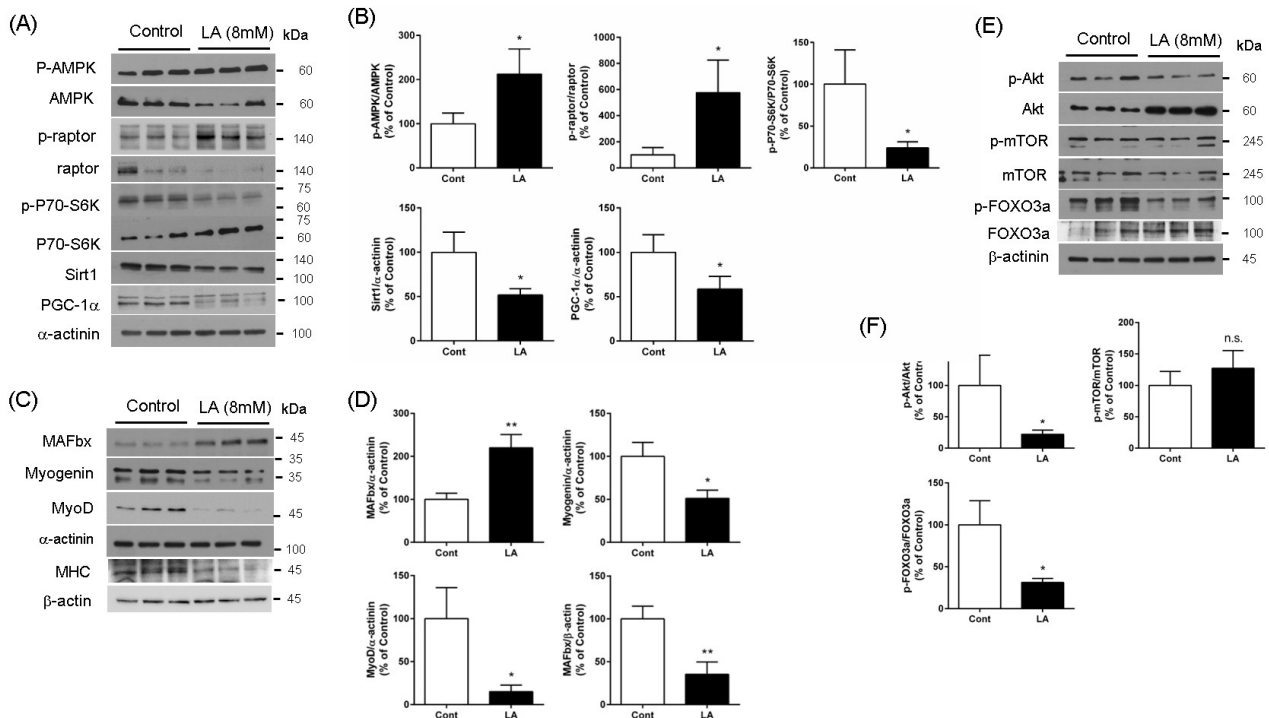 (A)
Control LA (8mM) kDa
P-AMPK 60
AMPK 60
p-raptor 140
raptor 140
75
p-P70-S6K 60
75
P70-S6K 60
140
Sirt1 100
PGC-1α 100
α-actinin 100
(B)
p-AMPK/AMPK
(% of Control)
300
200
100
0
*
Cont LA
p-raptor/raptor
(% of Control)
1000
800
600
400
200
0
*
Cont LA
p-P70-S6K/P70-S6K
(% of Control)
150
100
50
0
*
Cont LA
Sirt1/α-actinin
(% of Control)
150
100
50
0
*
Cont LA
PGC-1α/α-actinin
(% of Control)
150
100
50
0
*
Cont LA
(C)
Control LA (8mM) kDa
MAFbx 45
35
Myogenin 35
MyoD 45
α-actinin
100
MHC 45
β-actin 45
(D)
MAFbx/α-actinin
(% of Control)
300
200
100
0
**
Cont LA
Myogenin/α-actinin
(% of Control)
150
100
50
0
*
Cont LA
MyoD/α-actinin
(% of Control)
150
100
50
0
*
Cont LA
MAFbx/β-actin
(% of Control)
150
100
50
0
**
Cont LA
(E)
Control LA (8mM) kDa
p-Akt 60
Akt 60
p-mTOR 245
mTOR 245
p-FOXO3a 100
FOXO3a 100
β-actinin 45
(F)
p-Akt/Akt
% of Contro
100
50
0
*
Cont LA
p-mTOR/mTOR
(% of Control)
200
150
100
50
0
n.s.
Cont LA
p-FOXO3a/FOXO3a
(% of Control)
150
100
50
0
*
Cont LA